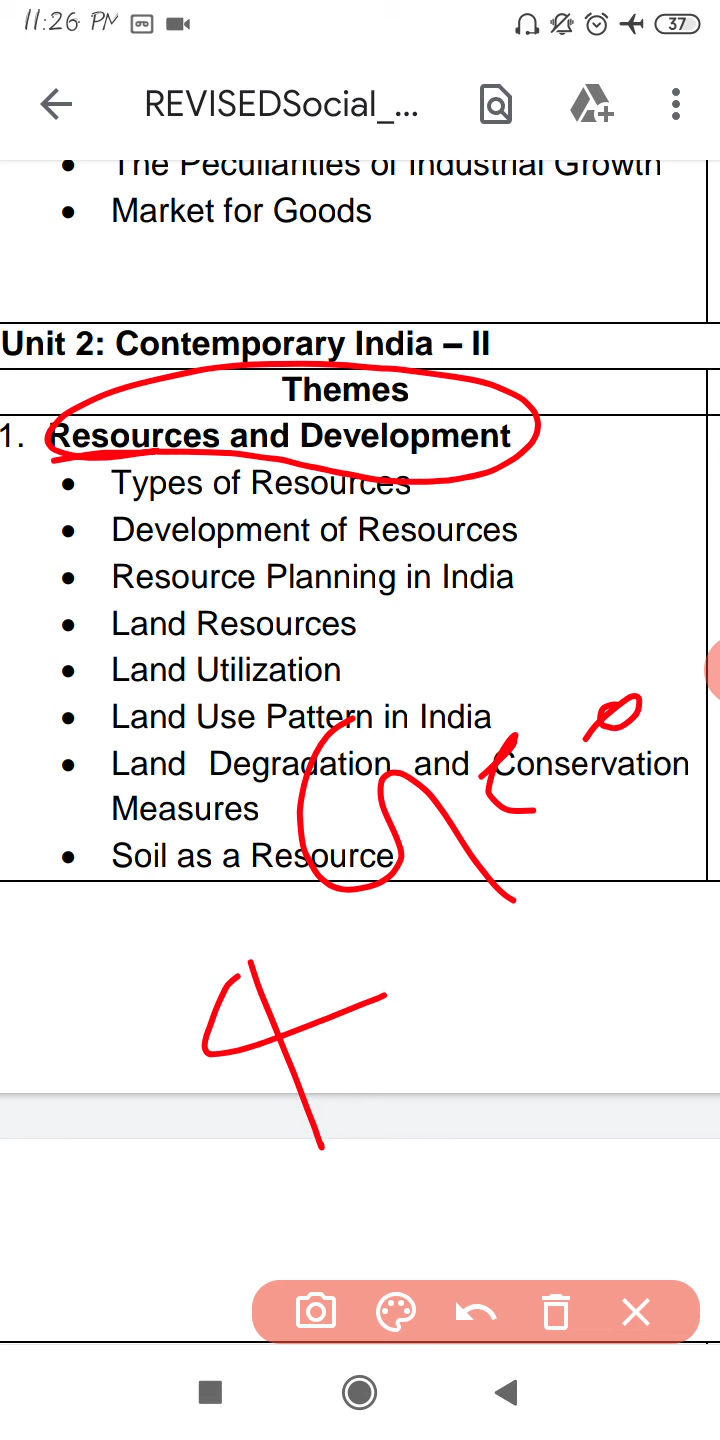 11:26 PM 37
REVISEDSocial_...
The Peculiarities of Industrial Growth
Market for Goods
Unit 2: Contemporary India – II
Themes
1. Resources and Development
Types of Resources
Development of Resources
Resource Planning in India
Land Resources
Land Utilization
Land Use Pattern in India
Land Degradation and Conservation
Measures
Soil as a Resource
4